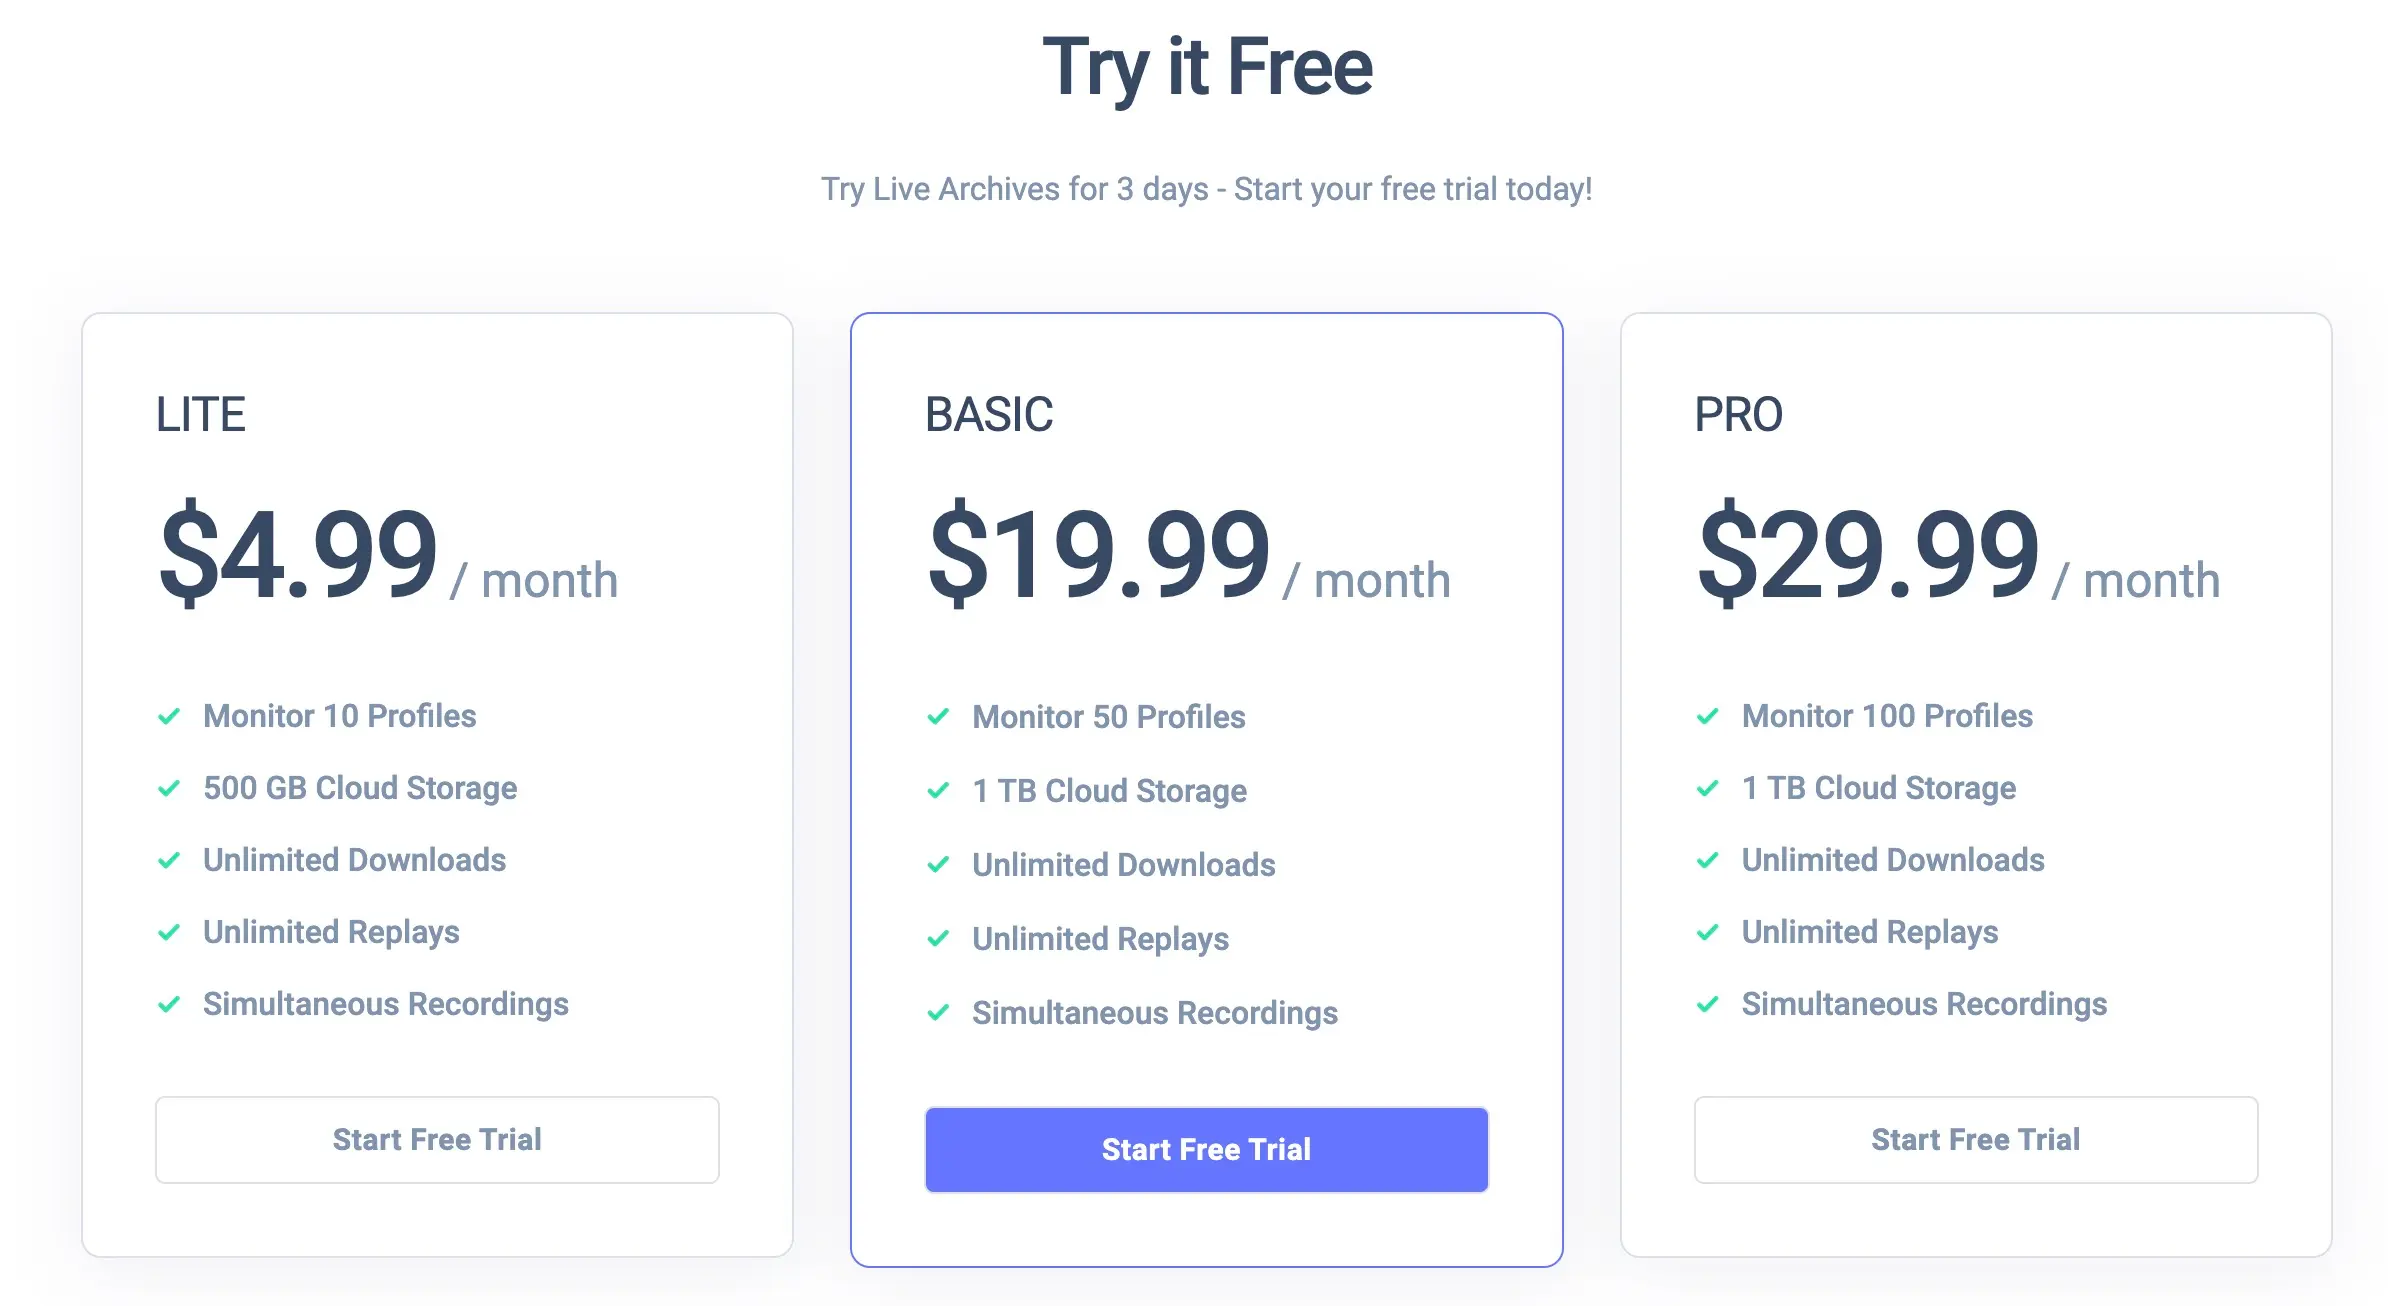 Try it Free
Try Live Archives for 3 days - Start your free trial today!
LITE
$4.99 / month
Monitor 10 Profiles
500 GB Cloud Storage
Unlimited Downloads
Unlimited Replays
Simultaneous Recordings
Start Free Trial
BASIC
$19.99 / month
Monitor 50 Profiles
1 TB Cloud Storage
Unlimited Downloads
Unlimited Replays
Simultaneous Recordings
Start Free Trial
PRO
$29.99 / month
Monitor 100 Profiles
1 TB Cloud Storage
Unlimited Downloads
Unlimited Replays
Simultaneous Recordings
Start Free Trial